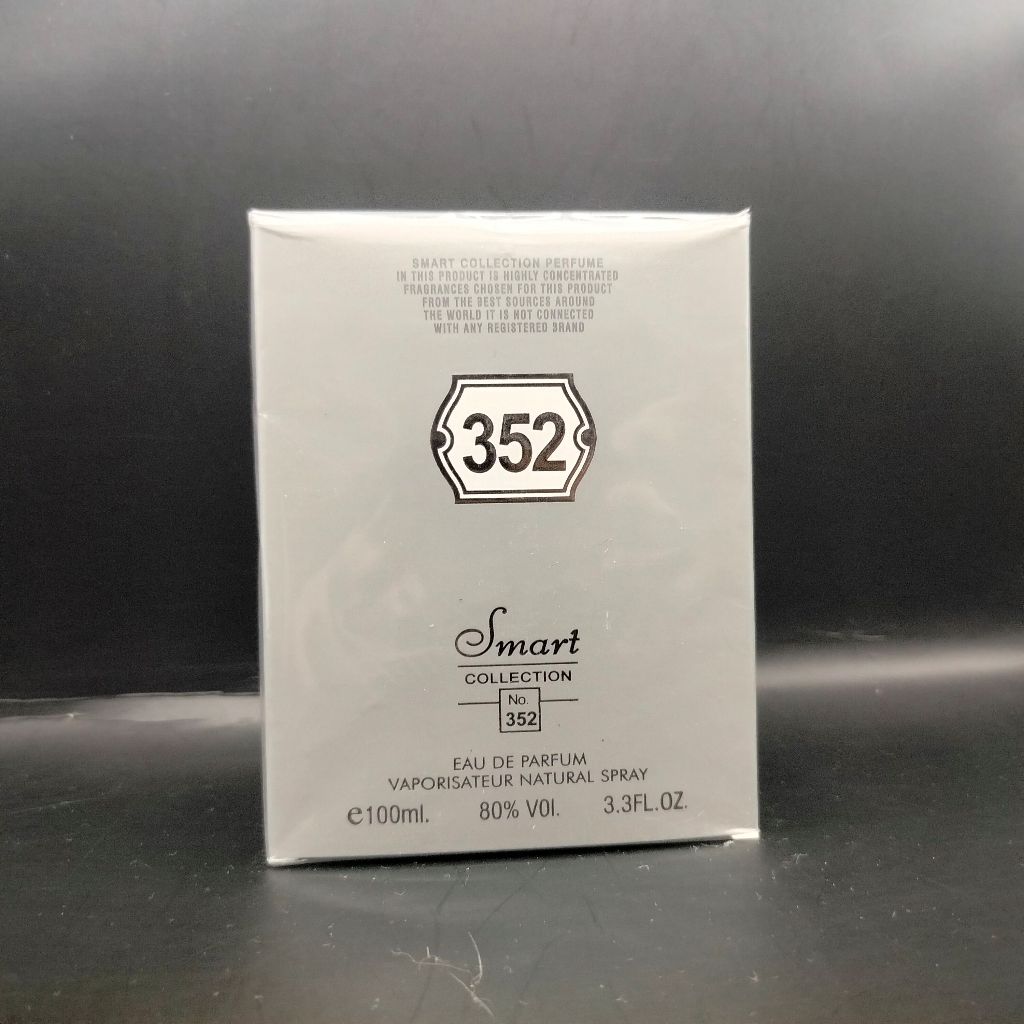 SMART COLLECTION PERFUME
IN THIS PRODUCT IS HIGHLY CONCENTRATED
FRAGRANCES CHOSEN FOR THIS PRODUCT
FROM THE BEST SOURCES AROUND
THE WORLD IT IS NOT CONNECTED
WITH ANY REGISTERED BRAND
352
Smart
COLLECTION
No.
352
EAU DE PARFUM
VAPORISATEUR NATURAL SPRAY
e100ml. 80% VOl. 3.3FL.OZ.